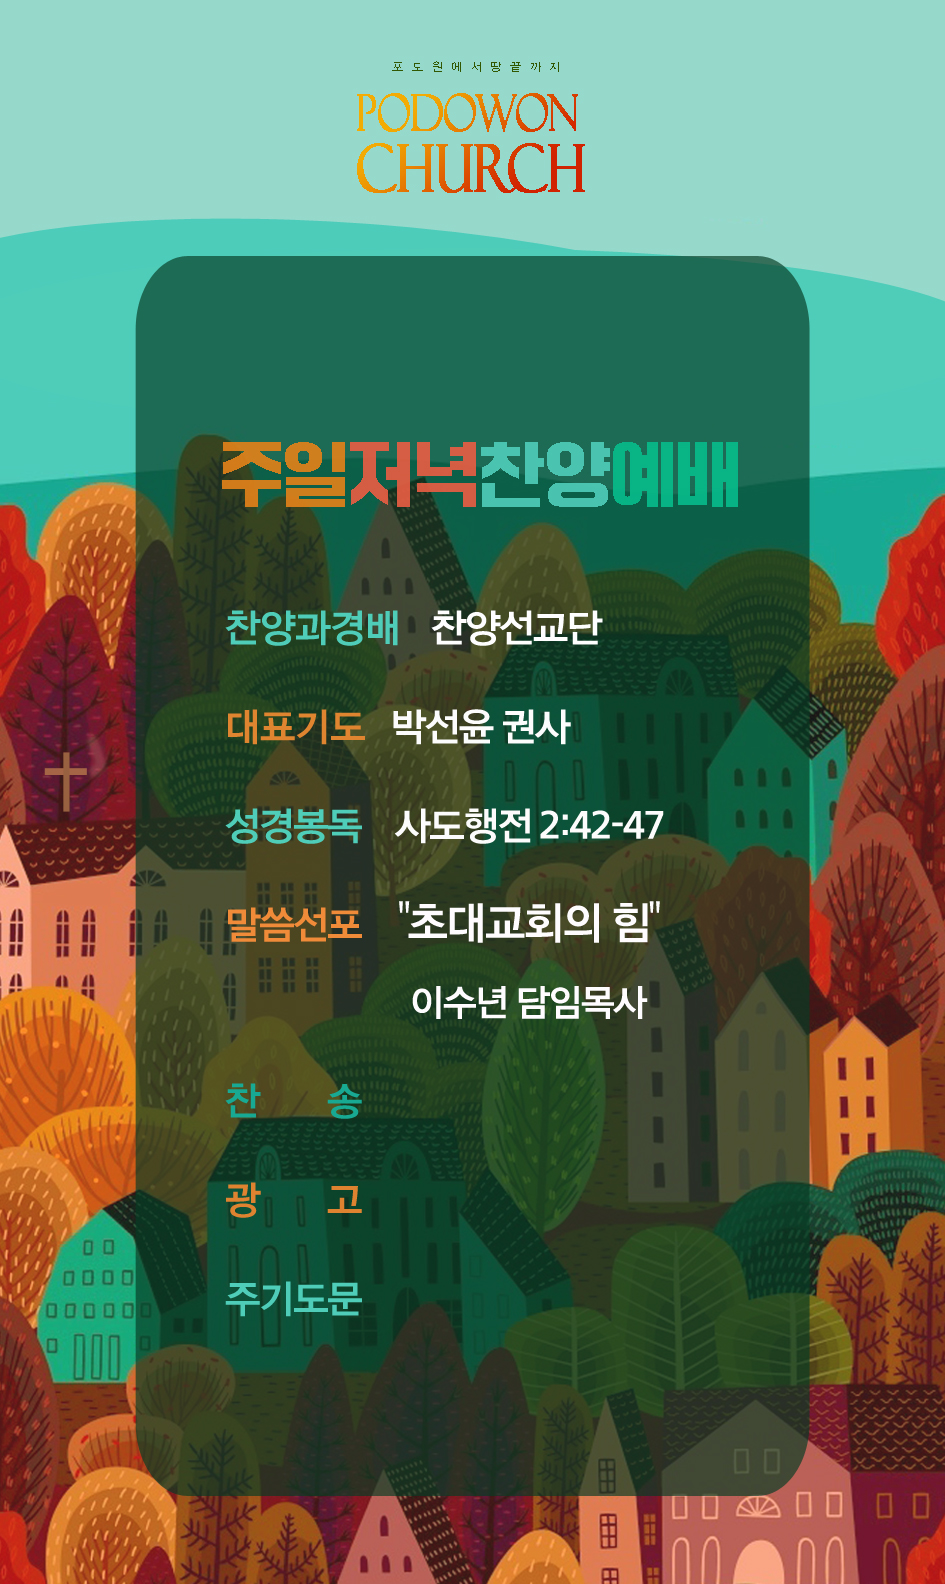 포도원에서땅끝까지
PODOWON
CHURCH
주일저녁찬양예배
찬양과경배 찬양선교단
대표기도 박선윤 권사
성경봉독 사도행전 2:42-47
말씀선포 "초대교회의 힘"
이수년 담임목사
찬 송
광 고
주기도문